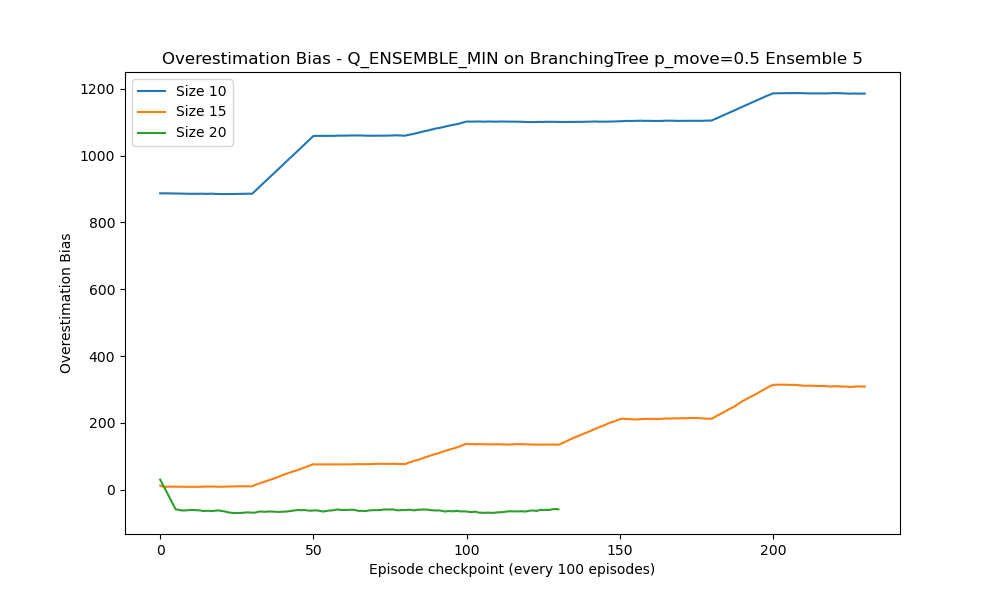 Overestimation Bias - Q_ENSEMBLE_MIN on BranchingTree p_move=0.5 Ensemble 5
Size 10
Size 15
Size 20
Overestimation Bias
1200
1000
800
600
400
200
0
0 50 100 150 200
Episode checkpoint (every 100 episodes)